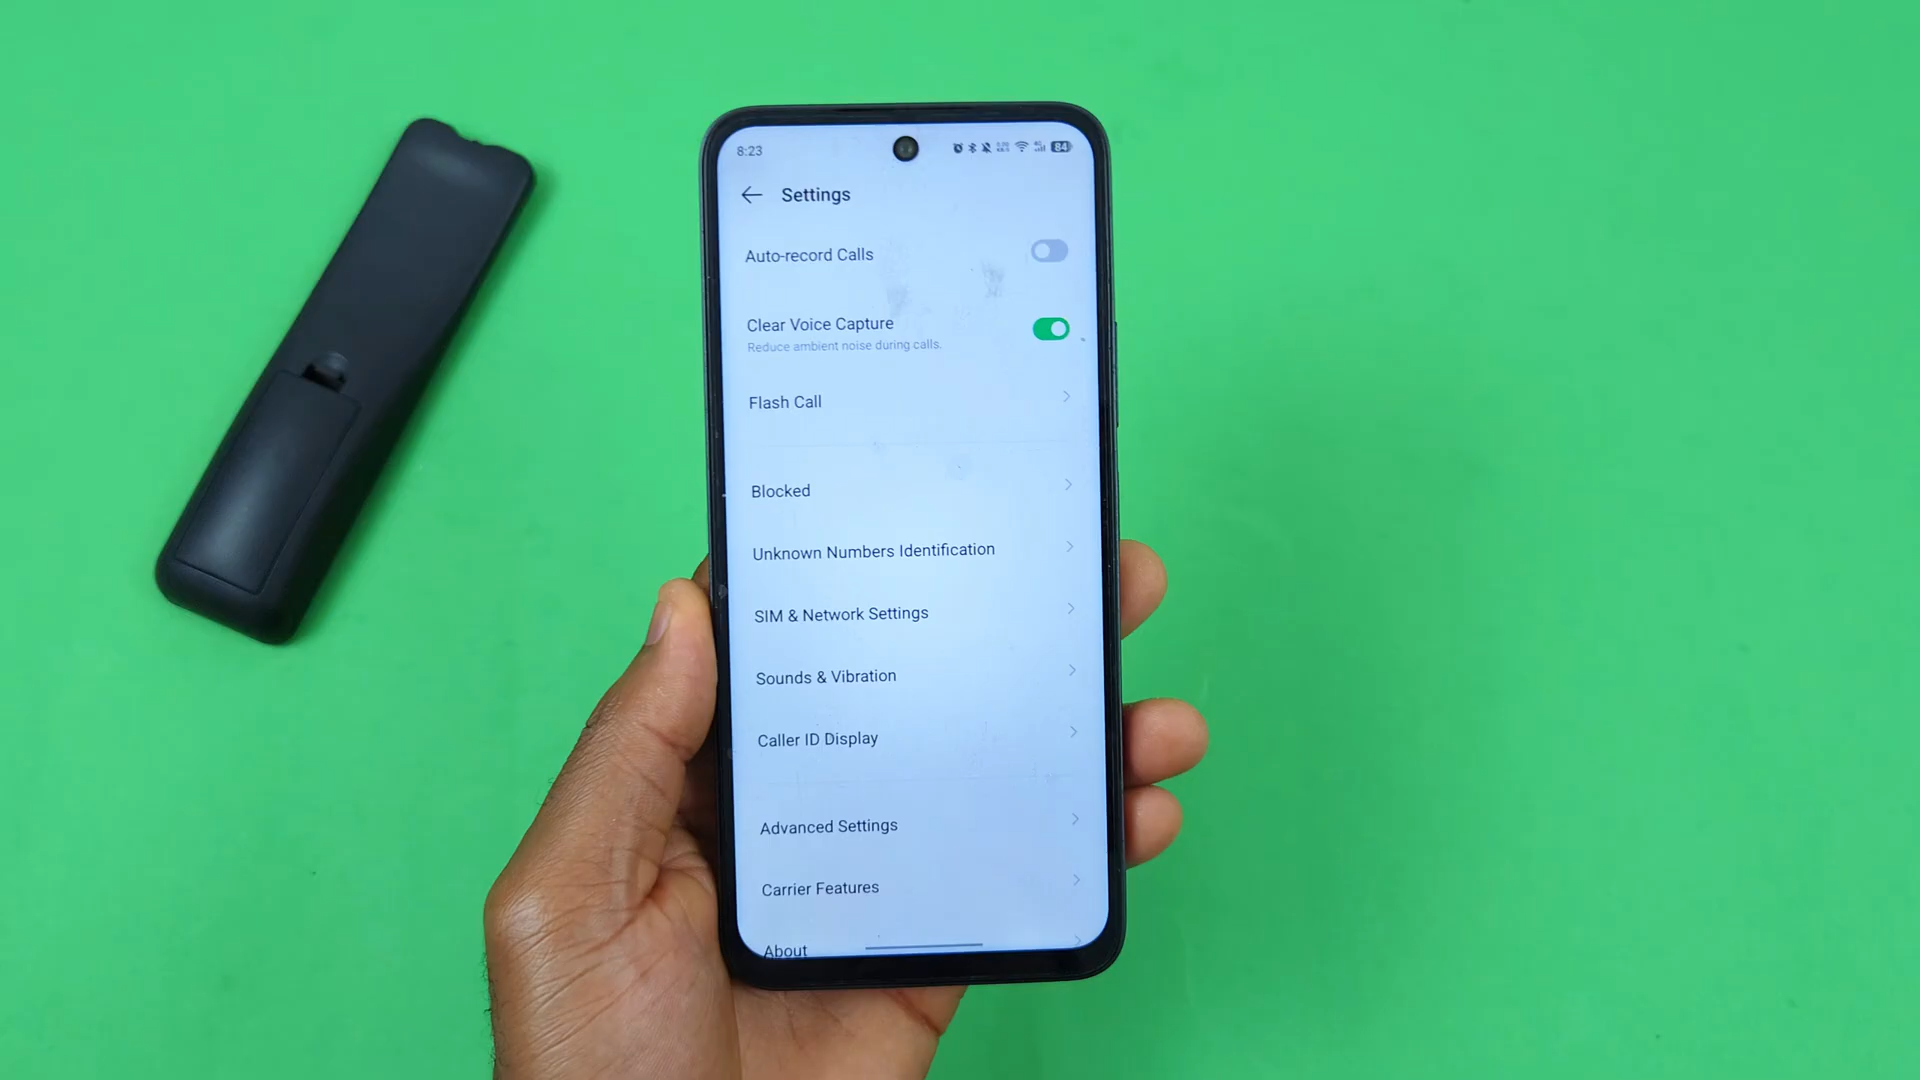 8:23
84
Settings
Auto-record Calls
Clear Voice Capture
Reduce ambient noise during calls.
Flash Call
Blocked
Unknown Numbers Identification
SIM & Network Settings
Sounds & Vibration
Caller ID Display
Advanced Settings
Carrier Features
About